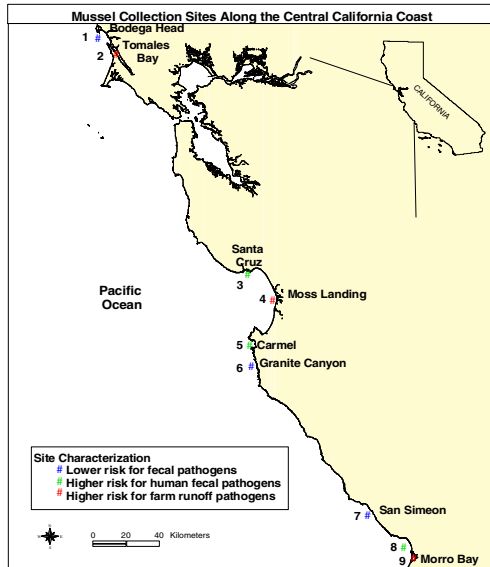 Mussel Collection Sites Along the Central California Coast
Bodega Head
1 #
Tomales
2 #
Bay
CALIFORNIA
Santa
Cruz
#
3
4 # Moss Landing
Pacific
Ocean
5 # Carmel
6 # Granite Canyon
Site Characterization
# Lower risk for fecal pathogens
# Higher risk for human fecal pathogens
# Higher risk for farm runoff pathogens
San Simeon
7 #
8 #
9 # Morro Bay
0 20 40 Kilometers